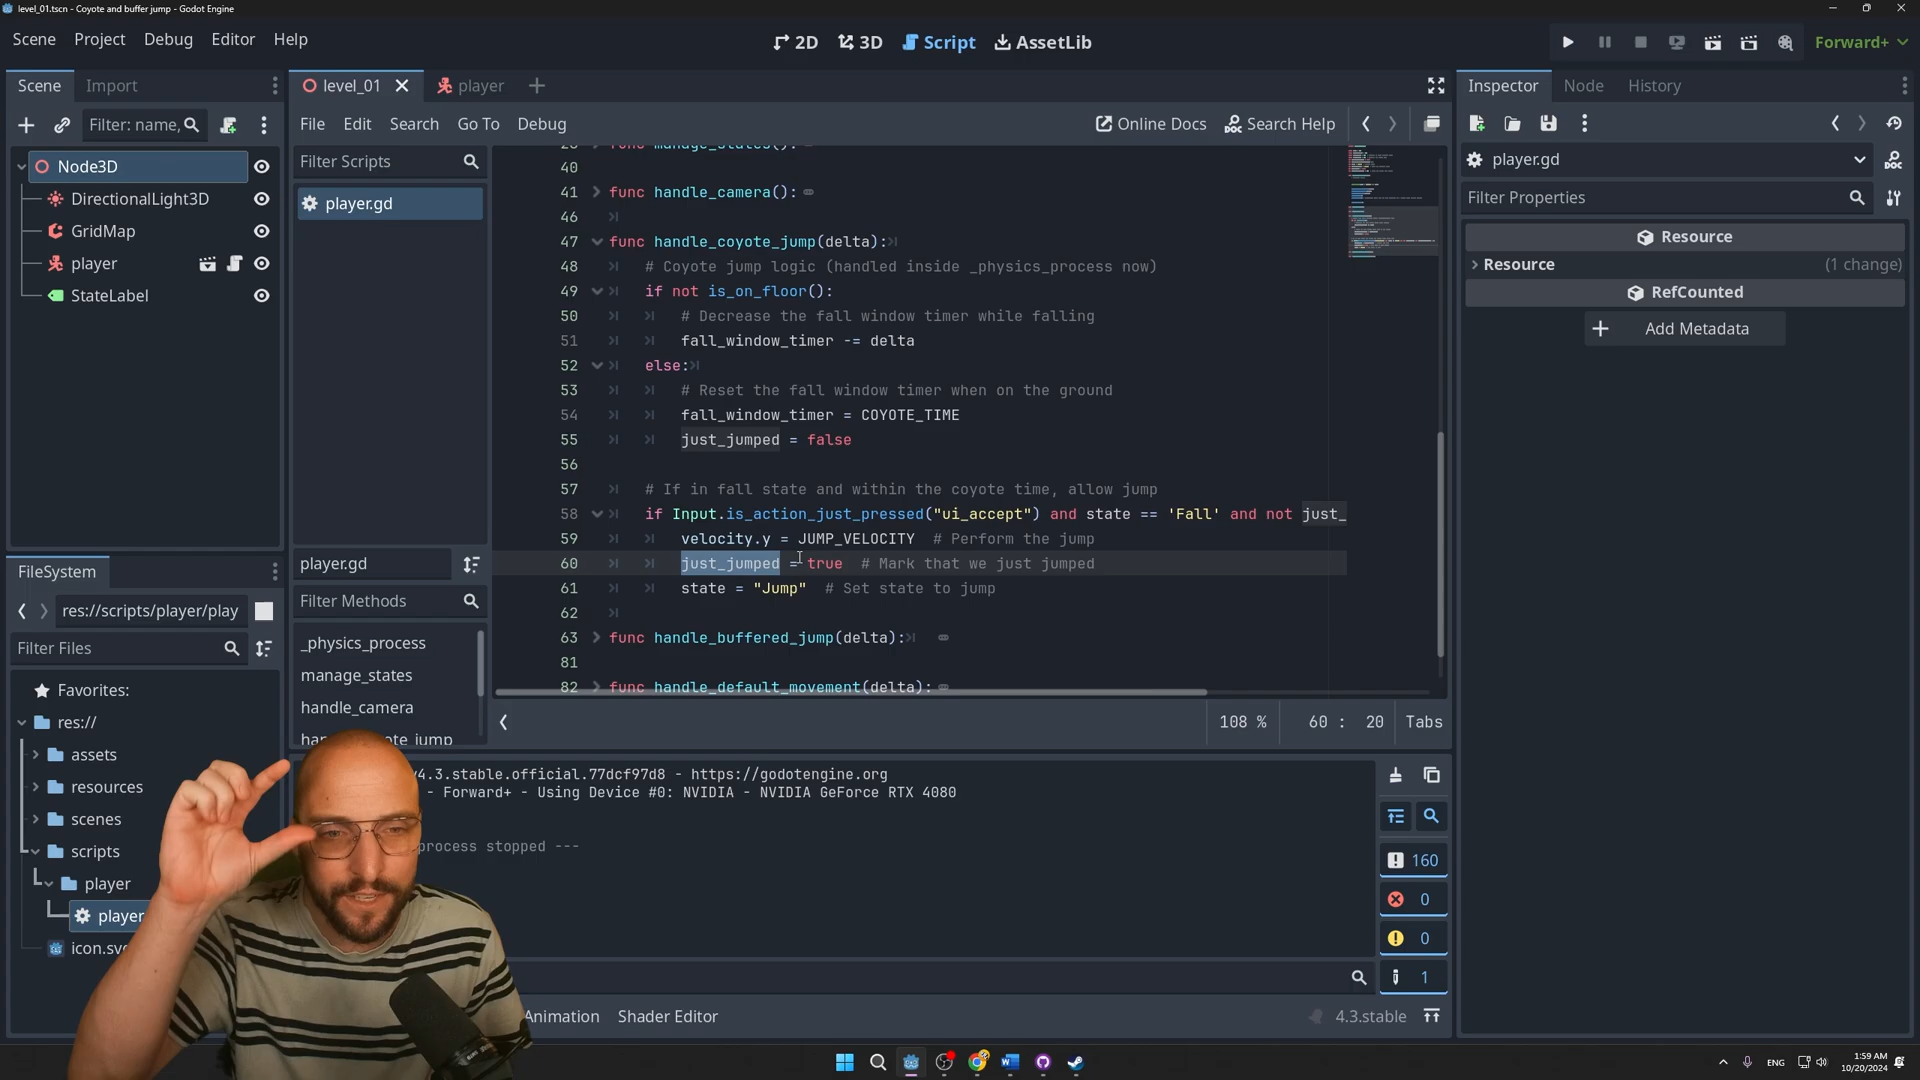 level_01.tscn - Coyote and buffer jump - Godot Engine
Scene Project Debug Editor Help
2D 3D Script AssetLib
Forward+
Scene Import
level_01 player
Inspector Node History
Filter: name,
File Edit Search Go To Debug
Online Docs Search Help
Node3D
DirectionalLight3D
GridMap
player
StateLabel
Filter Scripts
player.gd
40
41 func handle_camera():
46
47 func handle_coyote_jump(delta):
48 # Coyote jump logic (handled inside _physics_process now)
49 if not is_on_floor():
50 # Decrease the fall window timer while falling
51 fall_window_timer -= delta
52 else:
53 # Reset the fall window timer when on the ground
54 fall_window_timer = COYOTE_TIME
55 just_jumped = false
56
57 # If in fall state and within the coyote time, allow jump
58 if Input.is_action_just_pressed("ui_accept") and state == 'Fall' and not just_
59 velocity.y = JUMP_VELOCITY # Perform the jump
60 just_jumped = true # Mark that we just jumped
61 state = "Jump" # Set state to jump
62
63 func handle_buffered_jump(delta):
81
82 func handle_default_movement(delta):
108 % 60 : 20 Tabs
player.gd
Filter Methods
_physics_process
manage_states
handle_camera
player.gd
Filter Properties
Resource
Resource (1 change)
RefCounted
Add Metadata
FileSystem
res://scripts/player/play
Filter Files
Favorites:
res://
assets
resources
scenes
scripts
player
player
v4.3.stable.official.77dcf97d8 - https://godotengine.org
- Forward+ - Using Device #0: NVIDIA - NVIDIA GeForce RTX 4080
process stopped ---
160
0
0
1
Animation Shader Editor
4.3.stable
ENG
1:59 AM
10/20/2024